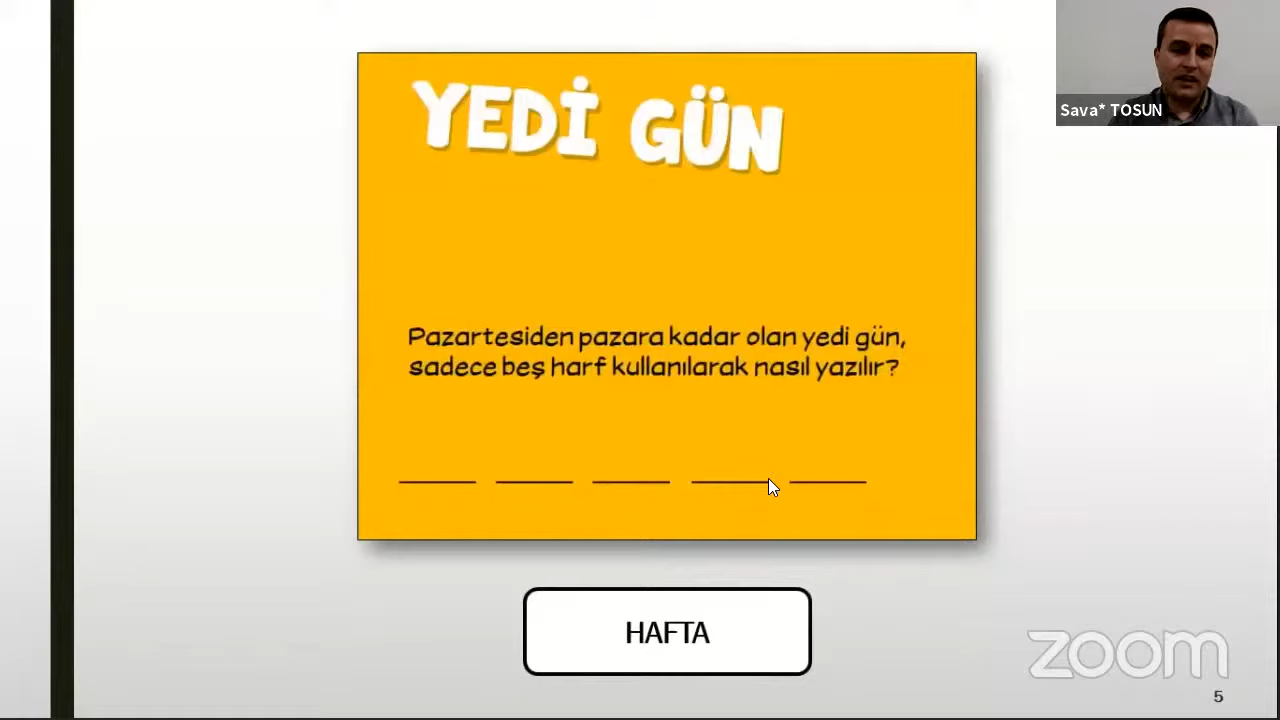 YEDİ GÜN
Sava* TOSUN
Pazartesiden pazara kadar olan yedi gün,
sadece beş harf kullanılarak nasıl yazılır?
HAFTA
zoom
5